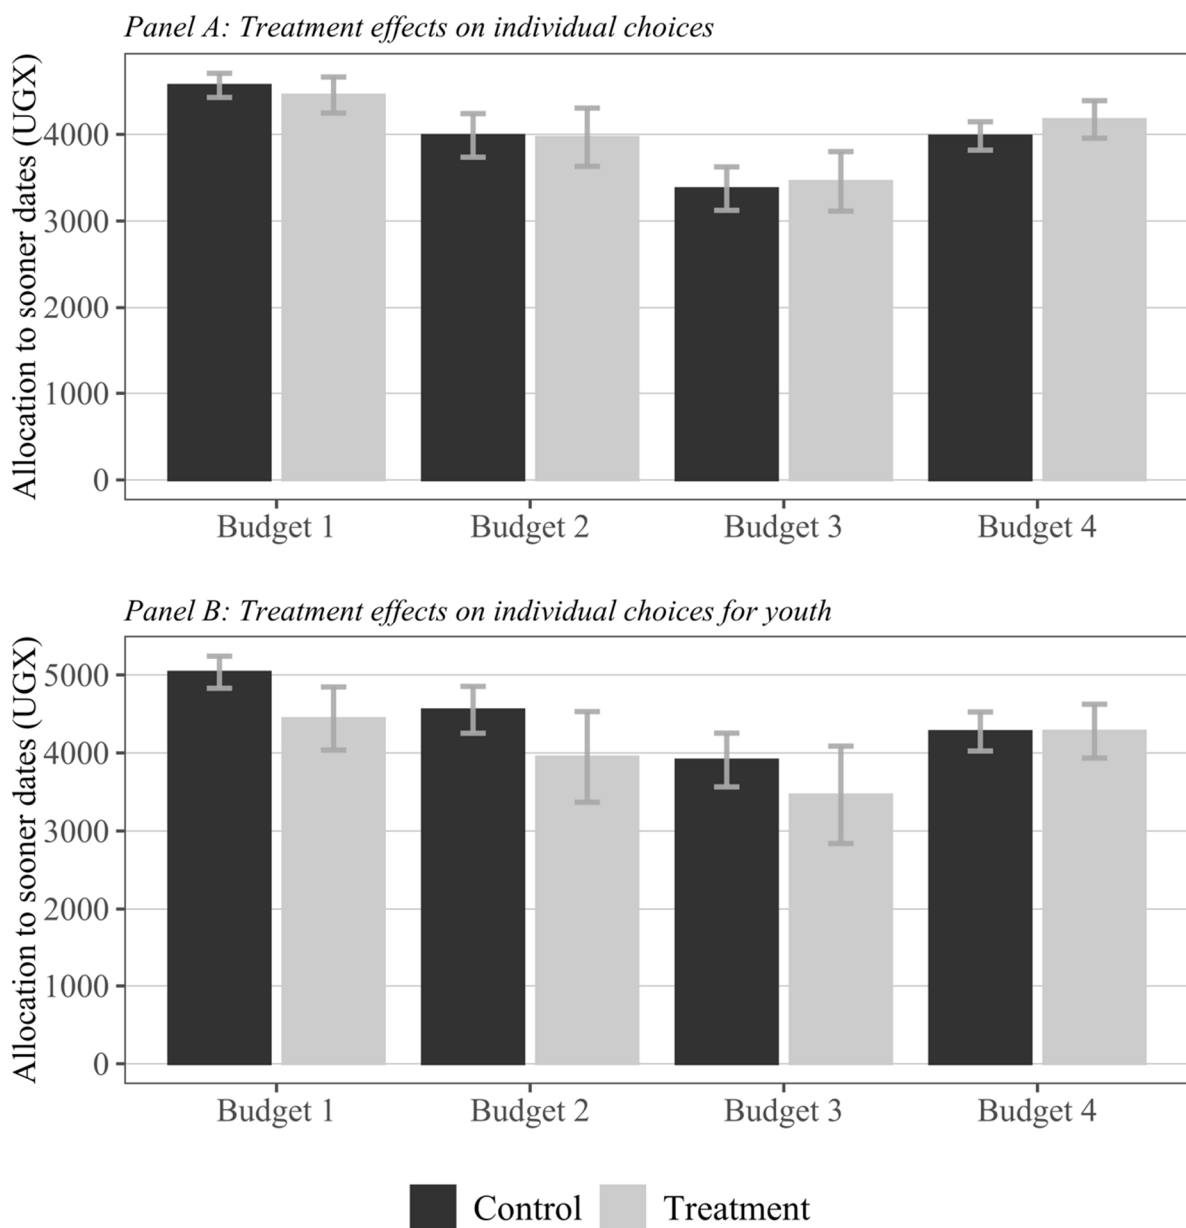 Panel A: Treatment effects on individual choices
Allocation to sooner dates (UGX)
4000
3000
2000
1000
0
Budget 1 Budget 2 Budget 3 Budget 4
Panel B: Treatment effects on individual choices for youth
Allocation to sooner dates (UGX)
5000
4000
3000
2000
1000
0
Budget 1 Budget 2 Budget 3 Budget 4
Control Treatment